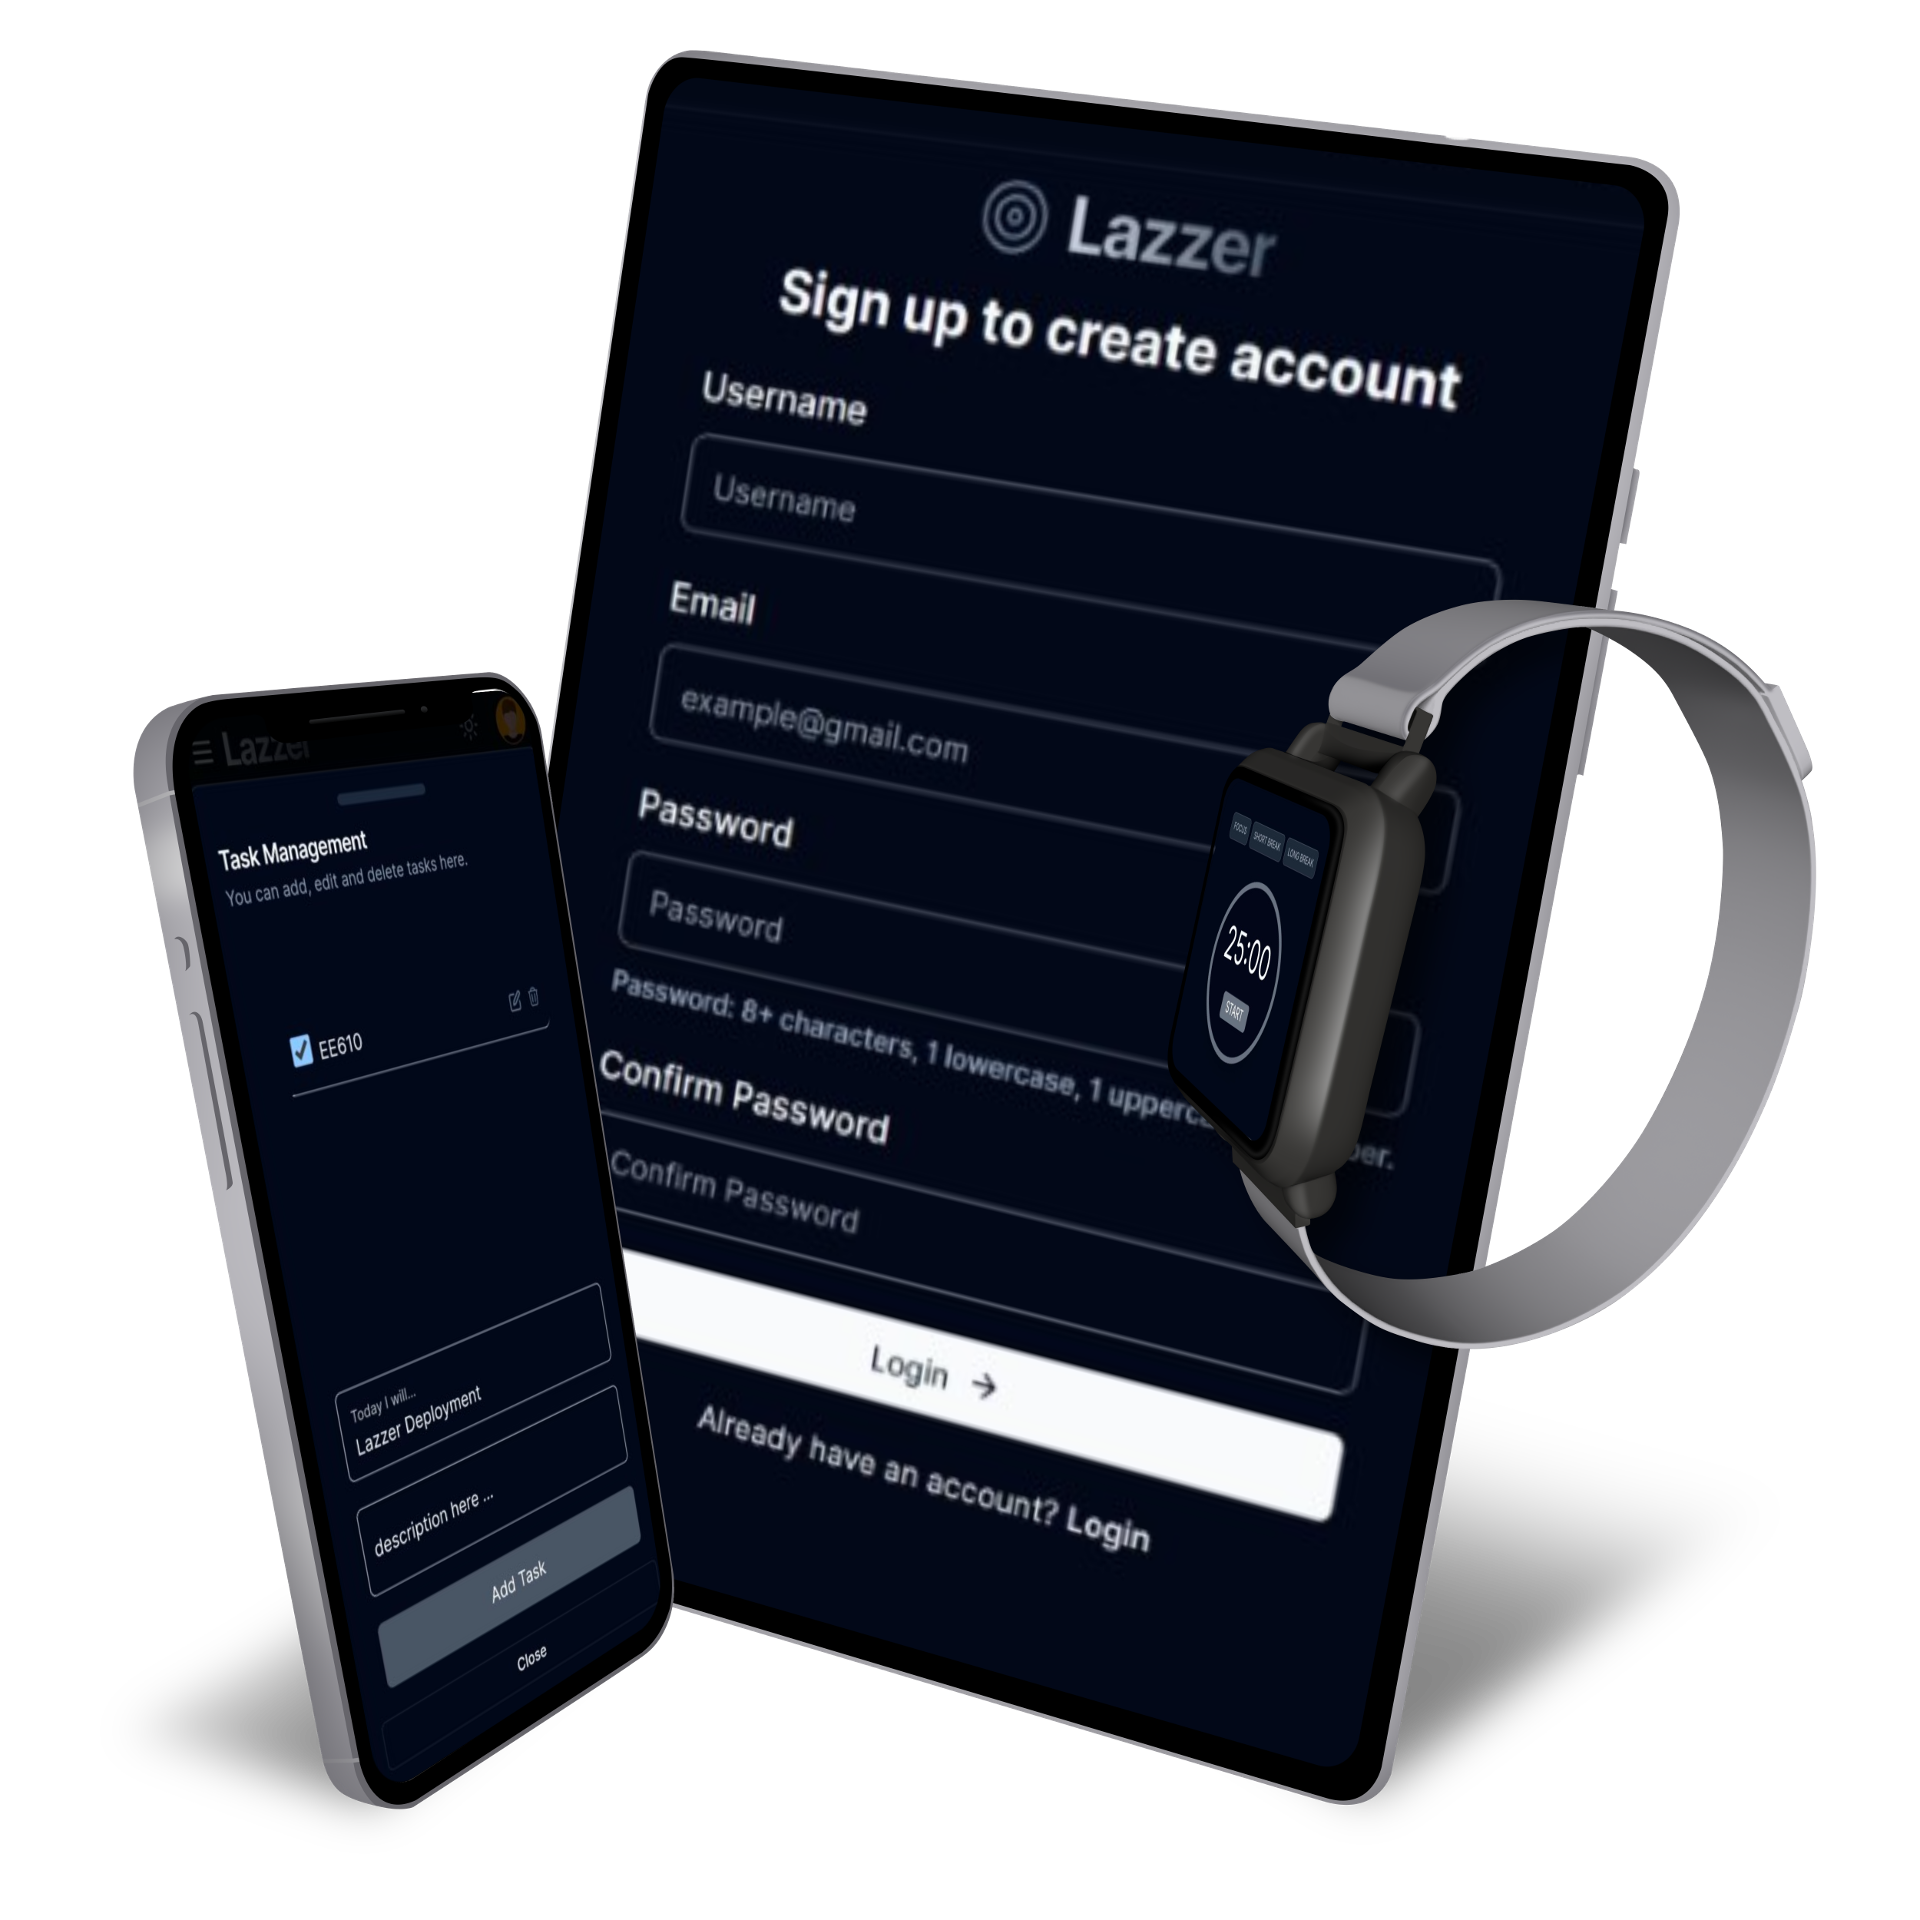 Lazzer
Sign up to create account
Username
Username
Email
example@gmail.com
Password
Password
Password: 8+ characters, 1 lowercase, 1
Confirm Password
Confirm Password
Login →
Already have an account? Login
Lazzer
Task Management
You can add, edit and delete tasks here.
EE610
Today I will...
Lazzer Deployment
description here ...
Add Task
Close
FOCUS SHORT BREAK LONG BREAK
25:00
START